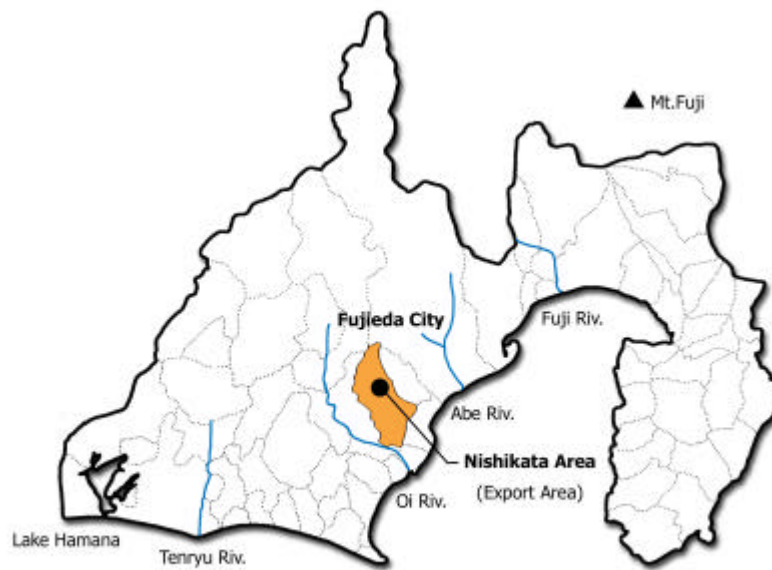 Mt.Fuji
Fujieda City
Fuji Riv.
Abe Riv.
Nishikata Area
(Export Area)
Oi Riv.
Lake Hamana
Tenryu Riv.